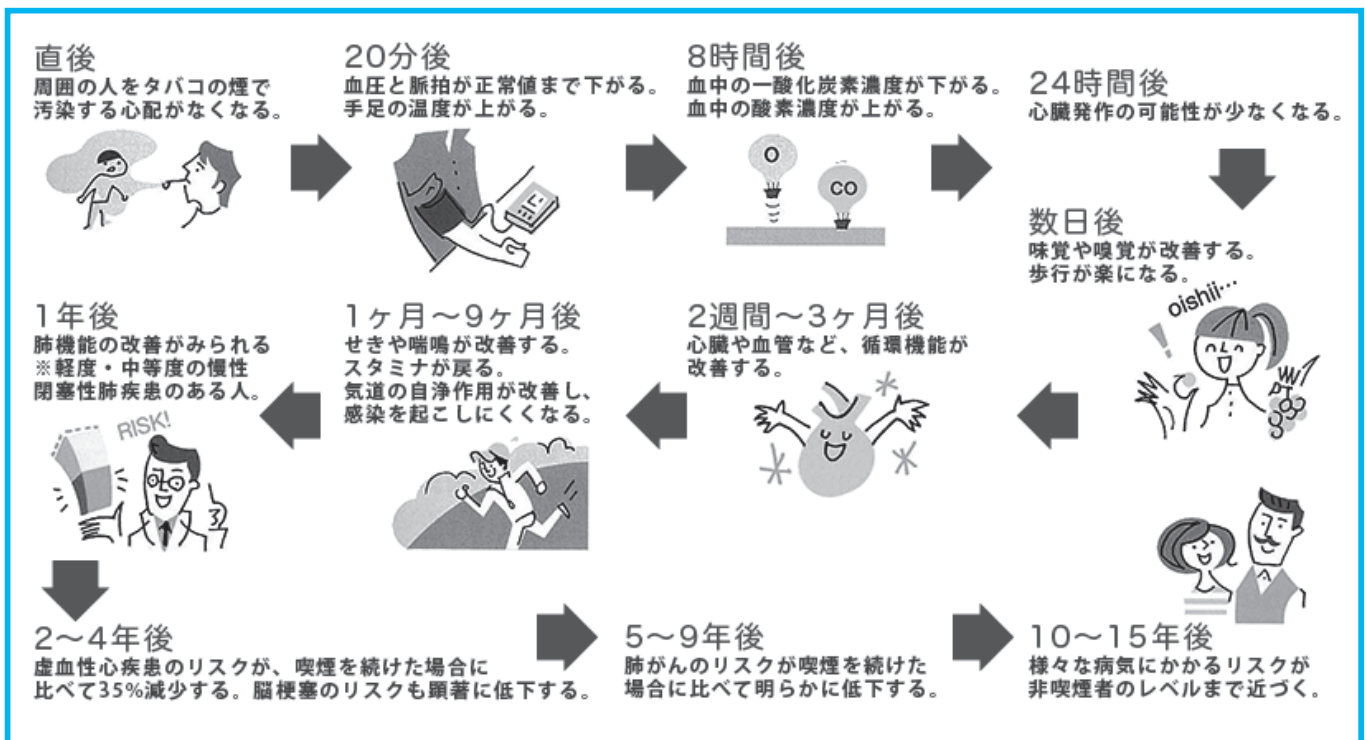 直後
周囲の人をタバコの煙で
汚染する心配がなくなる。
20分後
血圧と脈拍が正常値まで下がる。
手足の温度が上がる。
8時間後
血中の一酸化炭素濃度が下がる。
血中の酸素濃度が上がる。
O
CO
24時間後
心臓発作の可能性が少なくなる。
数日後
味覚や嗅覚が改善する。
歩行が楽になる。
oishii…
2週間～3ヶ月後
心臓や血管など、循環機能が
改善する。
1ヶ月～9ヶ月後
せきや喘鳴が改善する。
スタミナが戻る。
気道の自浄作用が改善し、
感染を起こしにくくなる。
1年後
肺機能の改善がみられる
※軽度・中等度の慢性
閉塞性肺疾患のある人。
RISK!
2～4年後
虚血性心疾患のリスクが、喫煙を続けた場合に
比べて35%減少する。脳梗塞のリスクも顕著に低下する。
5～9年後
肺がんのリスクが喫煙を続けた
場合に比べて明らかに低下する。
10～15年後
様々な病気にかかるリスクが
非喫煙者のレベルまで近づく。